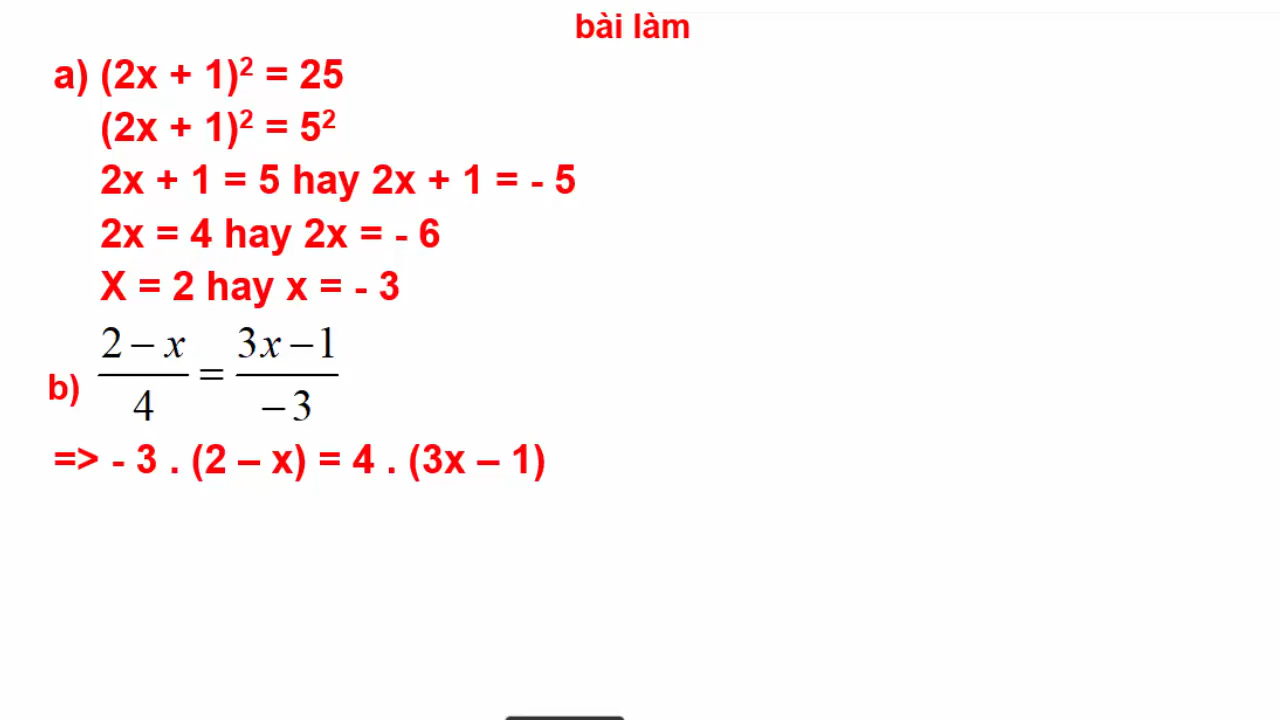 bài làm
a) (2x + 1)² = 25
(2x + 1)² = 5²
2x + 1 = 5 hay 2x + 1 = - 5
2x = 4 hay 2x = - 6
X = 2 hay x = - 3
b) (2 − x)/4 = (3x − 1)/(−3)
=> - 3 . (2 – x) = 4 . (3x – 1)